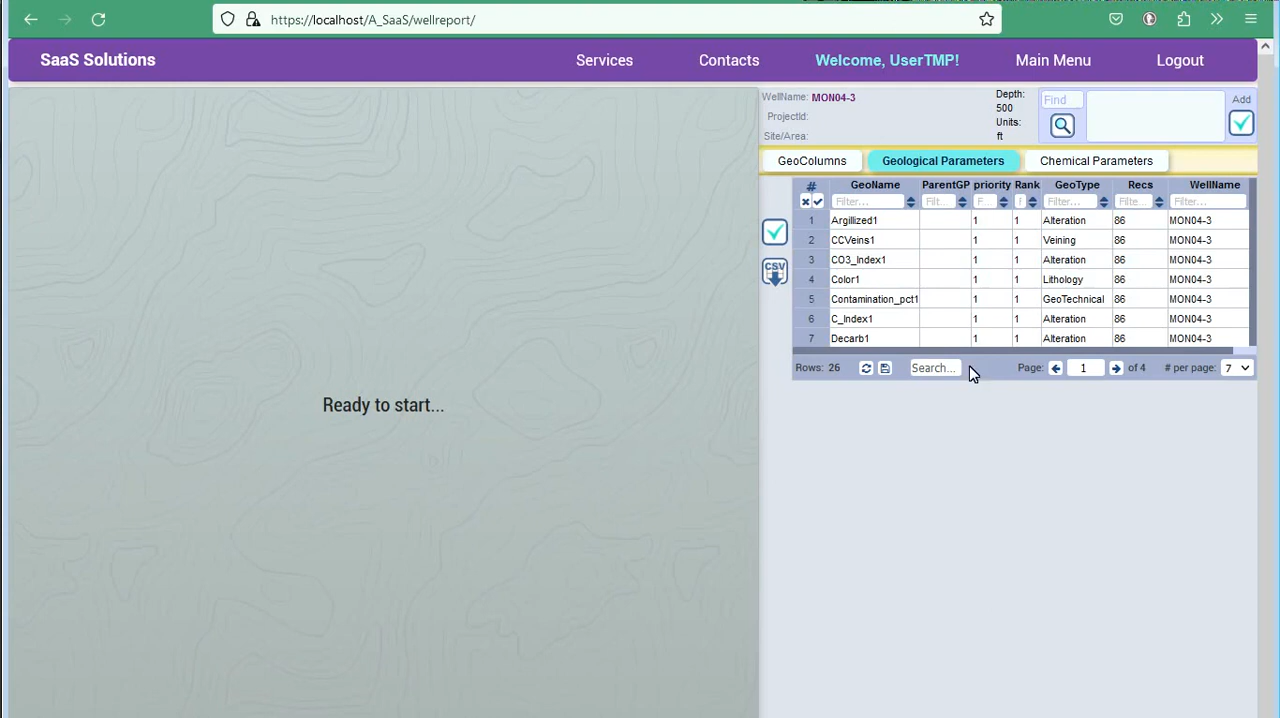 https://localhost/A_SaaS/wellreport/
SaaS Solutions Services Contacts Welcome, UserTMP! Main Menu Logout
WellName: MON04-3
ProjectId:
Site/Area:
Depth:
500
Units:
ft
Find
Add
GeoColumns Geological Parameters Chemical Parameters
# GeoName ParentGP priority Rank GeoType Recs WellName
Filter... Filt... F... F Filter... Filte... Filter...
1 Argillized1 1 1 Alteration 86 MON04-3
2 CCVeins1 1 1 Veining 86 MON04-3
3 CO3_Index1 1 1 Alteration 86 MON04-3
4 Color1 1 1 Lithology 86 MON04-3
5 Contamination_pct1 1 1 GeoTechnical 86 MON04-3
6 C_Index1 1 1 Alteration 86 MON04-3
7 Decarb1 1 1 Alteration 86 MON04-3
CSV
Rows: 26 Search... Page: 1 of 4 # per page: 7
Ready to start...